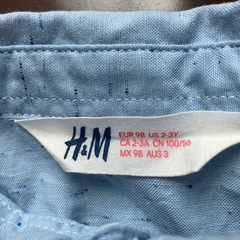 H&M
EUR 98 US 2-3Y
CA 2-3A CN 100/56
MX 98 AUS 3